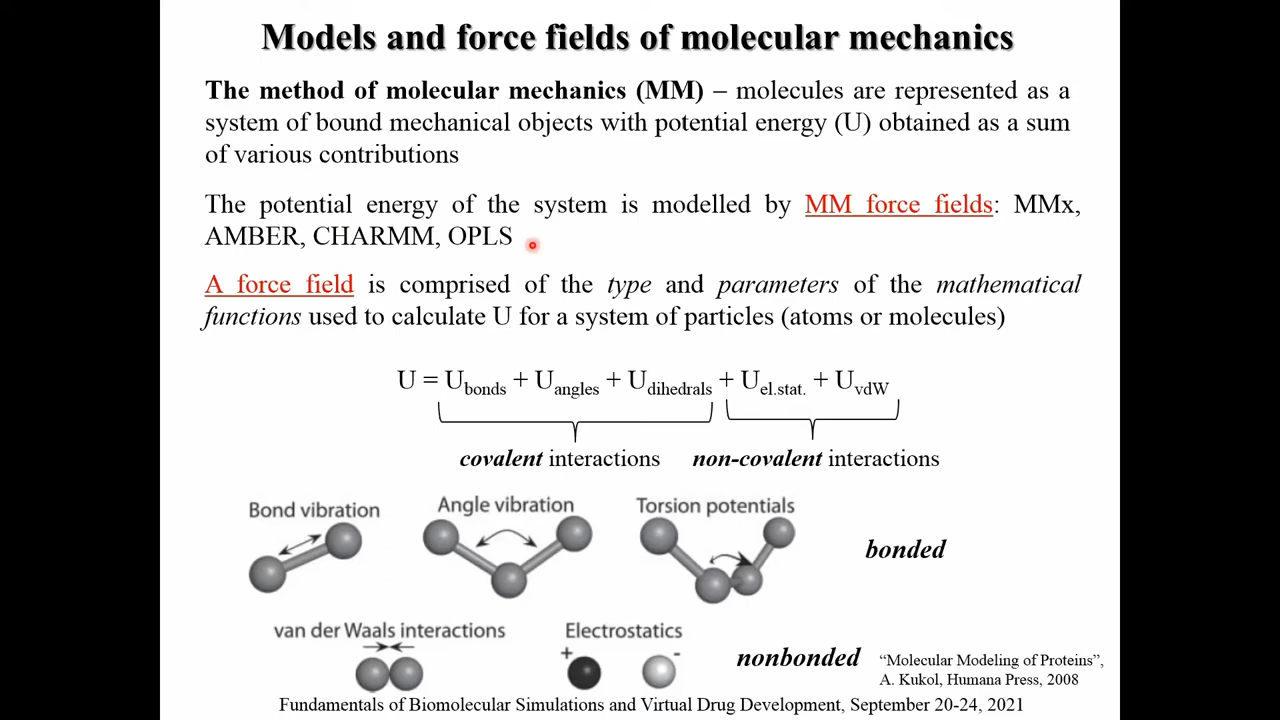 Models and force fields of molecular mechanics
The method of molecular mechanics (MM) – molecules are represented as a
system of bound mechanical objects with potential energy (U) obtained as a sum
of various contributions
The potential energy of the system is modelled by MM force fields: MMx,
AMBER, CHARMM, OPLS
A force field is comprised of the type and parameters of the mathematical
functions used to calculate U for a system of particles (atoms or molecules)
U = Ubonds + Uangles + Udihedrals + Uel.stat. + UvdW
covalent interactions non-covalent interactions
Bond vibration Angle vibration Torsion potentials
bonded
van der Waals interactions Electrostatics
+ -
nonbonded
“Molecular Modeling of Proteins”,
A. Kukol, Humana Press, 2008
Fundamentals of Biomolecular Simulations and Virtual Drug Development, September 20-24, 2021